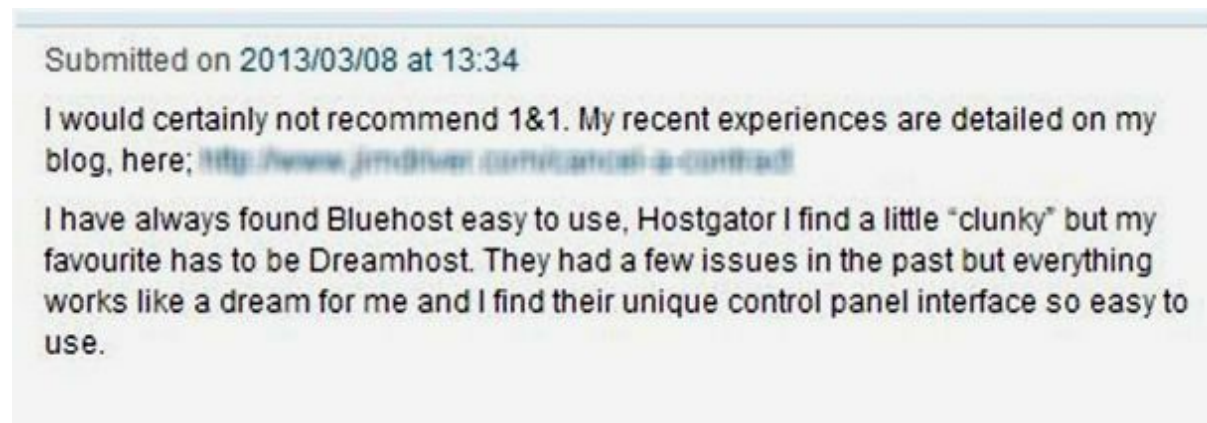 Submitted on 2013/03/08 at 13:34
I would certainly not recommend 1&1. My recent experiences are detailed on my
blog, here;
I have always found Bluehost easy to use, Hostgator I find a little “clunky” but my
favourite has to be Dreamhost. They had a few issues in the past but everything
works like a dream for me and I find their unique control panel interface so easy to
use.